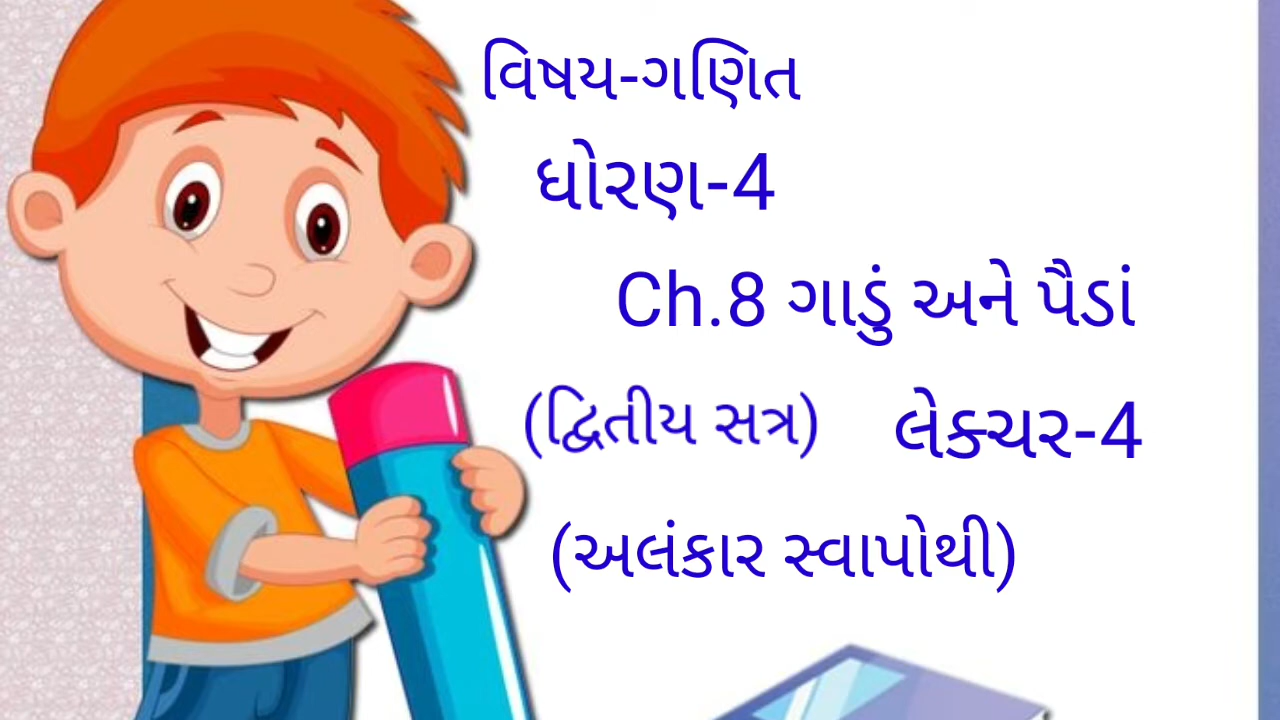 વિષય-ગણિત
ધોરણ-4
Ch.8 ગાડું અને પૈડાં
(દ્વિતીય સત્ર) લેક્ચર-4
(અલંકાર સ્વાપોથી)